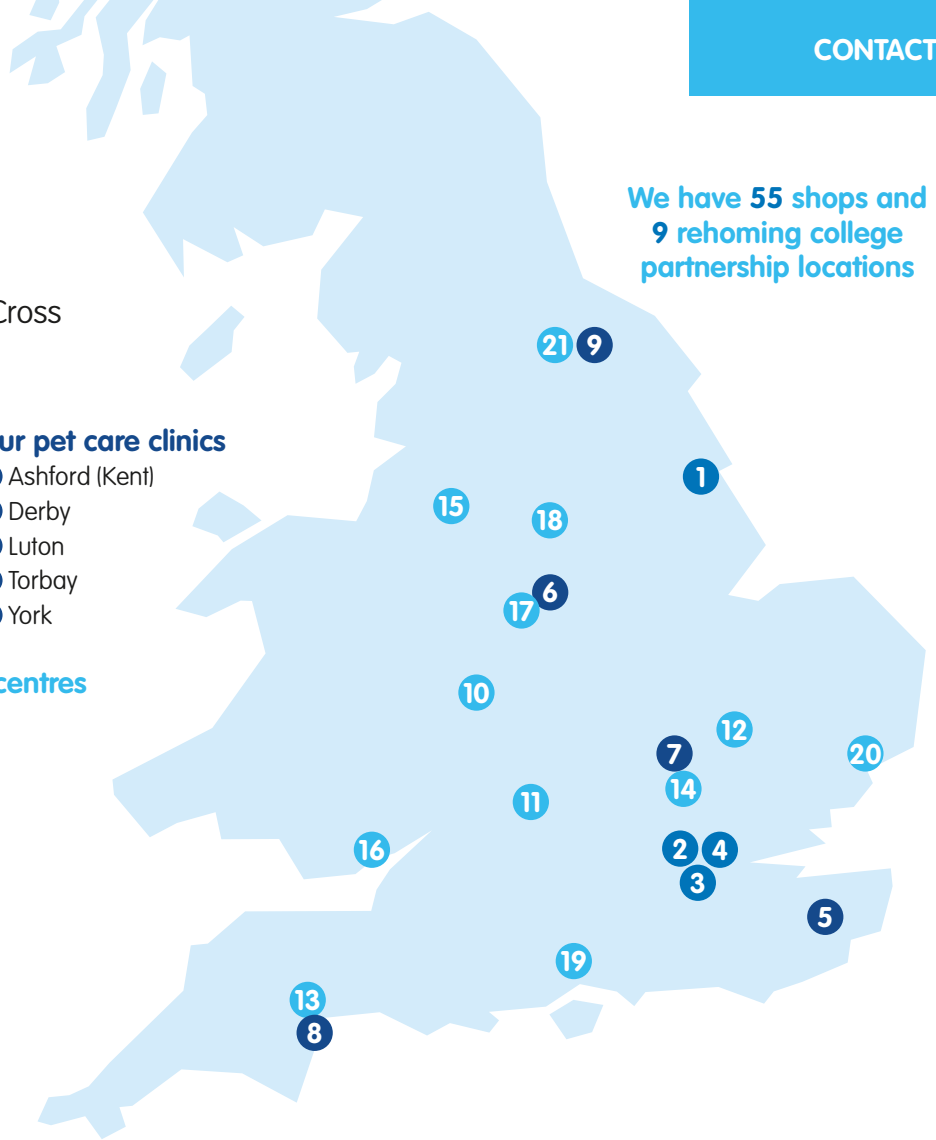 CONTACT
We have 55 shops and
9 rehoming college
partnership locations
Cross
ur pet care clinics
Ashford (Kent)
Derby
Luton
Torbay
York
centres
21 9
1
15
18
6
17
10
12
7
20
14
11
2 4
16
3
5
19
13
8